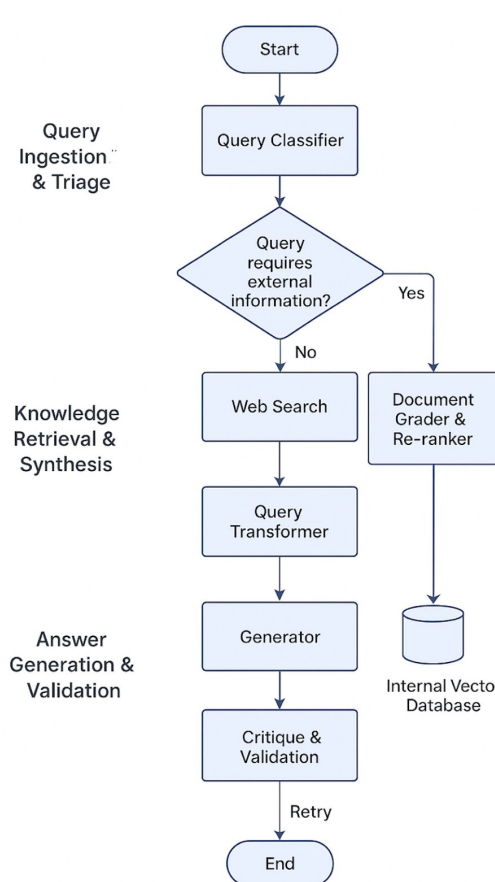 Start
Query
Ingestion
& Triage
Query Classifier
Query
requires
external
information?
Yes
No
Knowledge
Retrieval &
Synthesis
Web Search
Document
Grader &
Re-ranker
Query
Transformer
Answer
Generation &
Validation
Generator
Internal Vecto
Database
Critique &
Validation
Retry
End